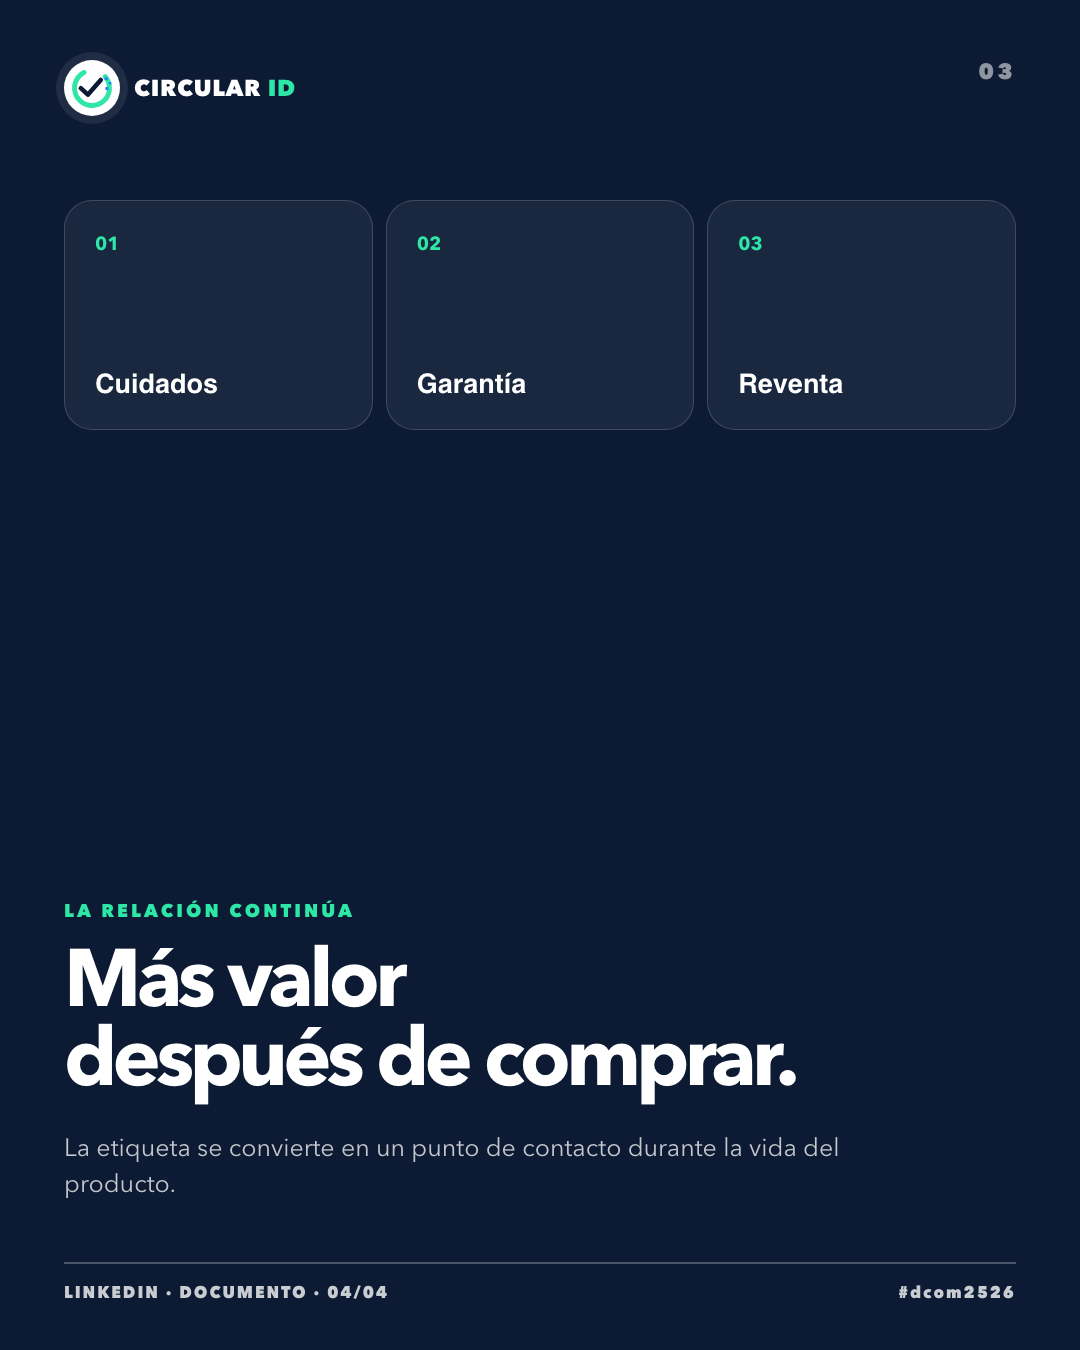 CIRCULAR ID
03
01
02
03
Cuidados
Garantía
Reventa
LA RELACIÓN CONTINÚA
Más valor
después de comprar.
La etiqueta se convierte en un punto de contacto durante la vida del
producto.
LINKEDIN • DOCUMENTO • 04/04
#dcom2526